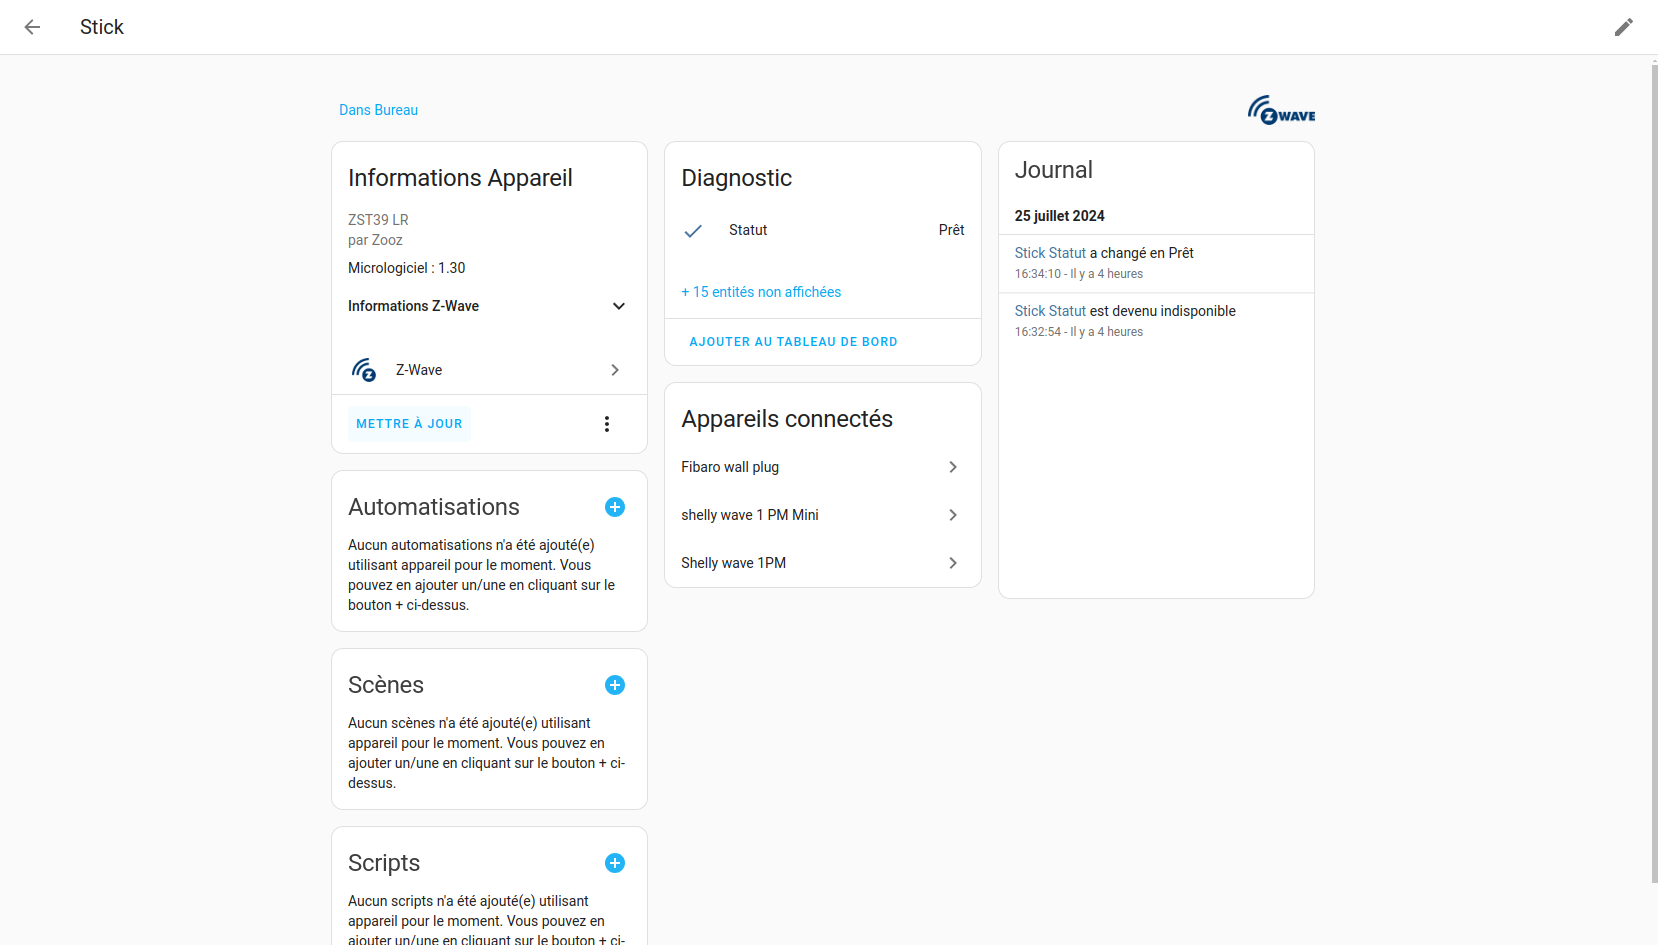 Stick
Dans Bureau
Z WAVE
Informations Appareil
ZST39 LR
par Zooz
Micrologiciel : 1.30
Informations Z-Wave
Z
Z-Wave
METTRE À JOUR
Automatisations
Aucun automatisations n'a été ajouté(e)
utilisant appareil pour le moment. Vous
pouvez en ajouter un/une en cliquant sur le
bouton + ci-dessus.
Scènes
Aucun scènes n'a été ajouté(e) utilisant
appareil pour le moment. Vous pouvez en
ajouter un/une en cliquant sur le bouton + ci-
dessus.
Scripts
Aucun scripts n'a été ajouté(e) utilisant
appareil pour le moment. Vous pouvez en
ajouter un/une en cliquant sur le bouton + ci-
Diagnostic
Statut Prêt
+ 15 entités non affichées
AJOUTER AU TABLEAU DE BORD
Appareils connectés
Fibaro wall plug
shelly wave 1 PM Mini
Shelly wave 1PM
Journal
25 juillet 2024
Stick Statut a changé en Prêt
16:34:10 - Il y a 4 heures
Stick Statut est devenu indisponible
16:32:54 - Il y a 4 heures